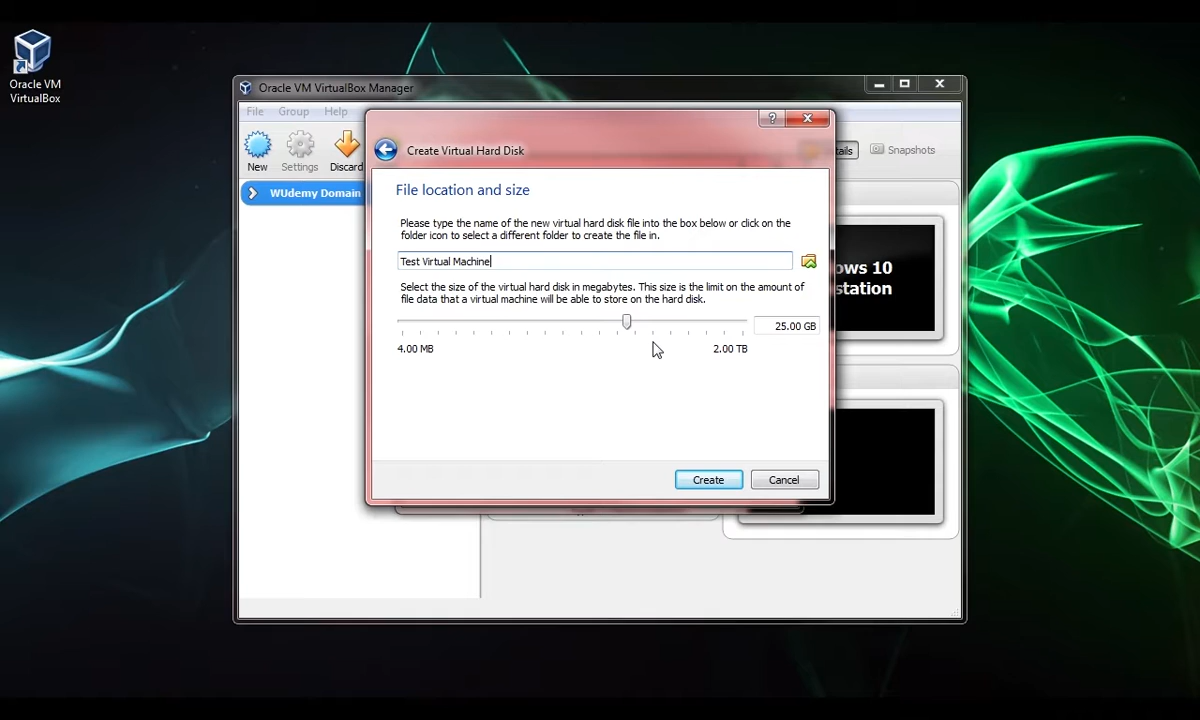 Oracle VM
VirtualBox
Oracle VM VirtualBox Manager
File Group Help
New Settings Discard
ails Snapshots
WUdemy Domain
Create Virtual Hard Disk
File location and size
Please type the name of the new virtual hard disk file into the box below or click on the
folder icon to select a different folder to create the file in.
Test Virtual Machine
Select the size of the virtual hard disk in megabytes. This size is the limit on the amount of
file data that a virtual machine will be able to store on the hard disk.
25.00 GB
4.00 MB 2.00 TB
Create Cancel
ows 10
station